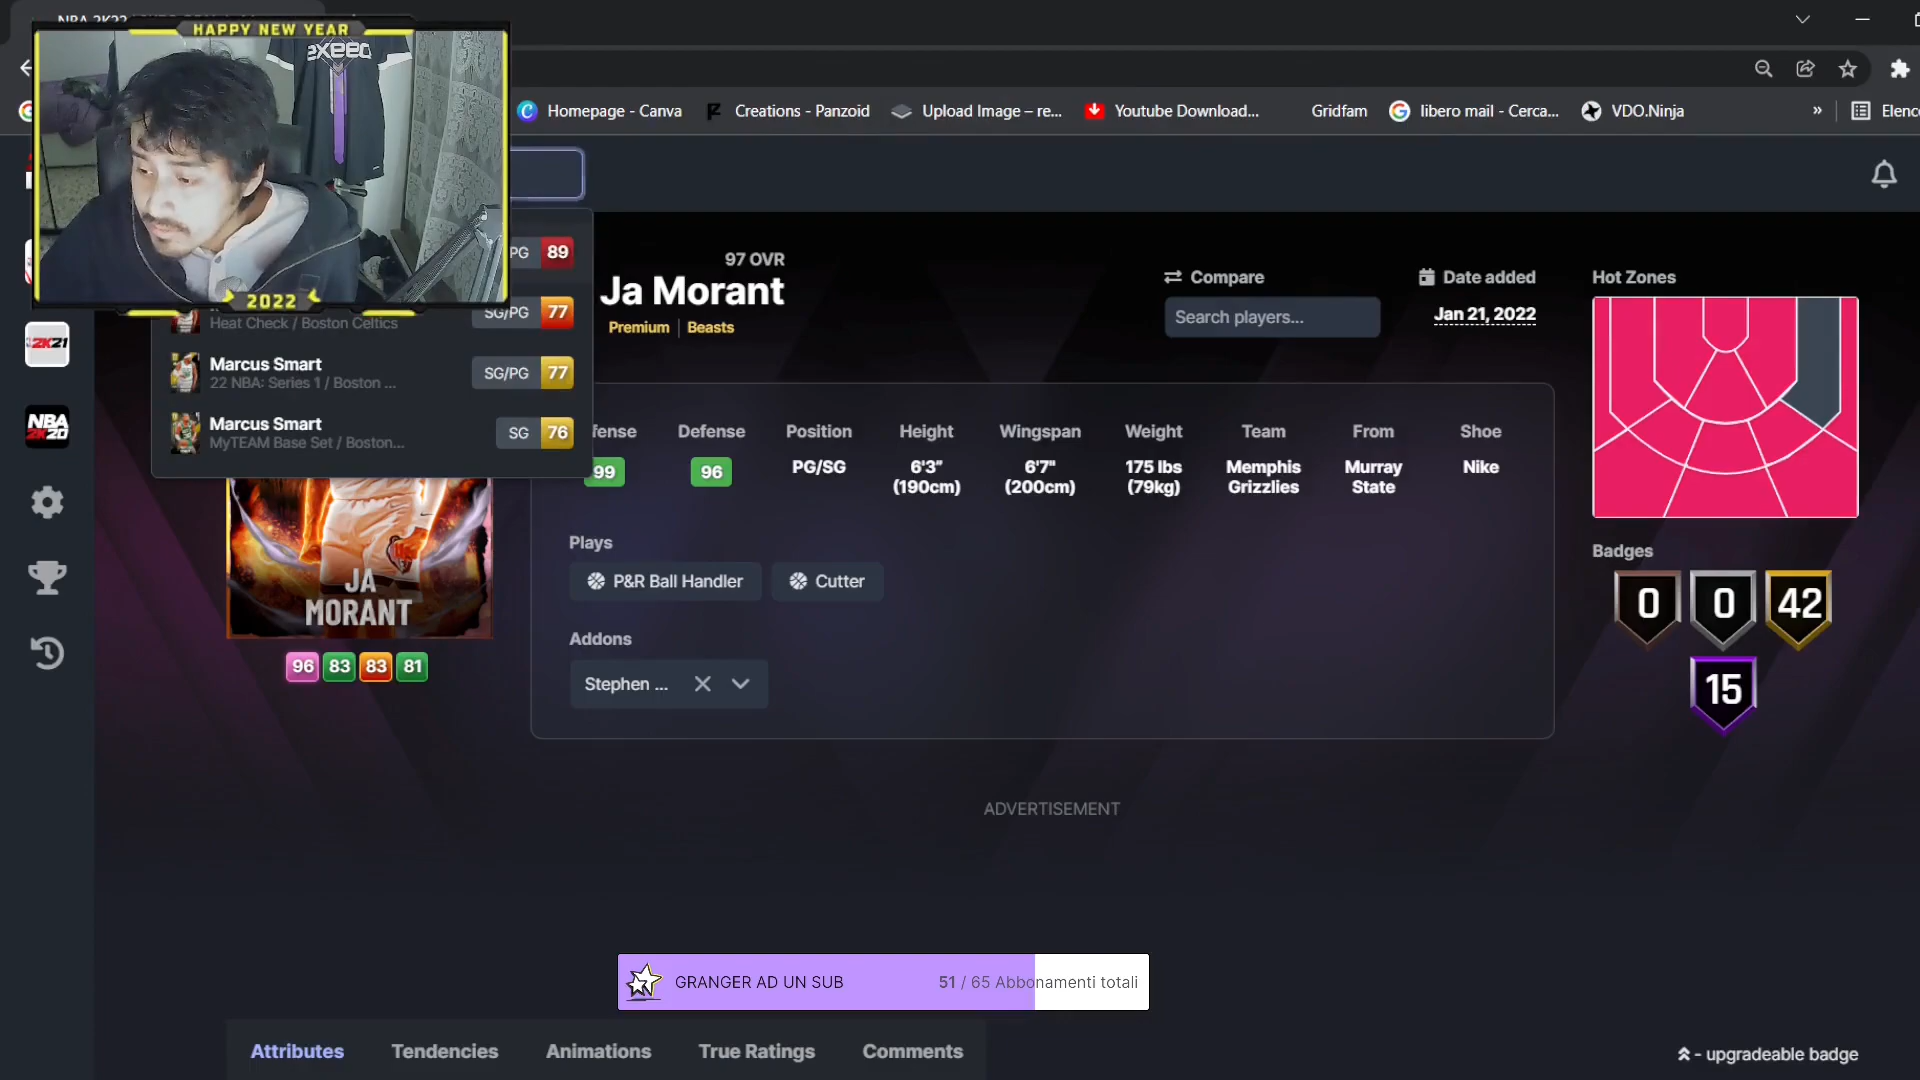 HAPPY NEW YEAR
exeed
2022
Homepage - Canva
Creations - Panzoid
Upload Image – re...
Youtube Download...
Gridfam
libero mail - Cerca...
VDO.Ninja
»
Elenco
PG 89
Heat Check / Boston Celtics
SG/PG 77
Marcus Smart
22 NBA: Series 1 / Boston ...
SG/PG 77
Marcus Smart
MyTEAM Base Set / Boston...
SG 76
2K21
NBA
2K20
97 OVR
Ja Morant
Premium | Beasts
Compare
Search players...
Date added
Jan 21, 2022
Hot Zones
fense
99
Defense
96
Position
PG/SG
Height
6'3"
(190cm)
Wingspan
6'7"
(200cm)
Weight
175 lbs
(79kg)
Team
Memphis
Grizzlies
From
Murray
State
Shoe
Nike
Plays
P&R Ball Handler
Cutter
Addons
Stephen ...
JA
MORANT
96 83 83 81
Badges
0 0 42
15
ADVERTISEMENT
GRANGER AD UN SUB 51 / 65 Abbonamenti totali
Attributes Tendencies Animations True Ratings Comments
- upgradeable badge